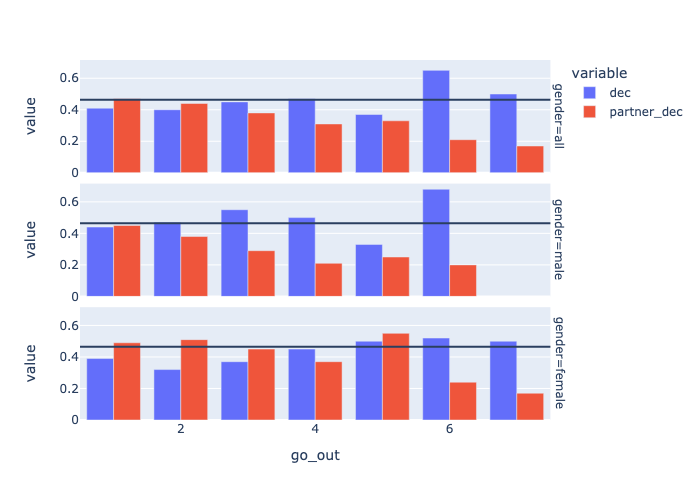 variable
dec
partner_dec
value
0.6
0.4
0.2
0
gender=all
value
0.6
0.4
0.2
0
gender=male
value
0.6
0.4
0.2
0
gender=female
2 4 6
go_out